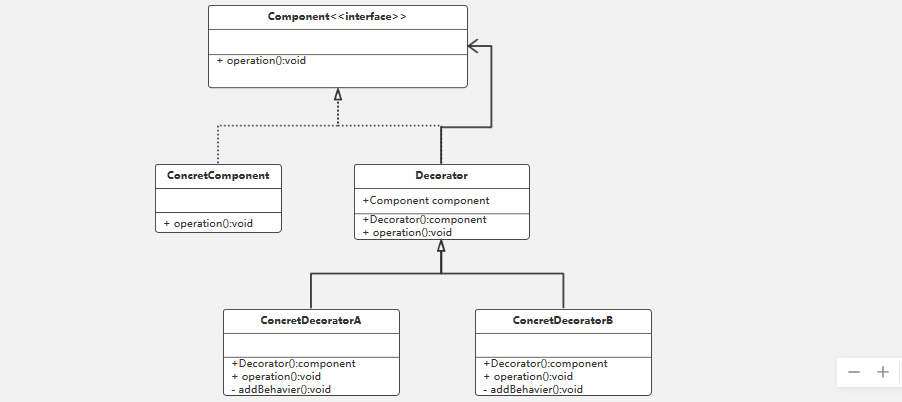 Component<<interface>>
+ operation():void
ConcretComponent
+ operation():void
Decorator
+Component component
+Decorator():component
+ operation():void
ConcretDecoratorA
+Decorator():component
+ operation():void
- addBehavier():void
ConcretDecoratorB
+Decorator():component
+ operation():void
- addBehavier():void